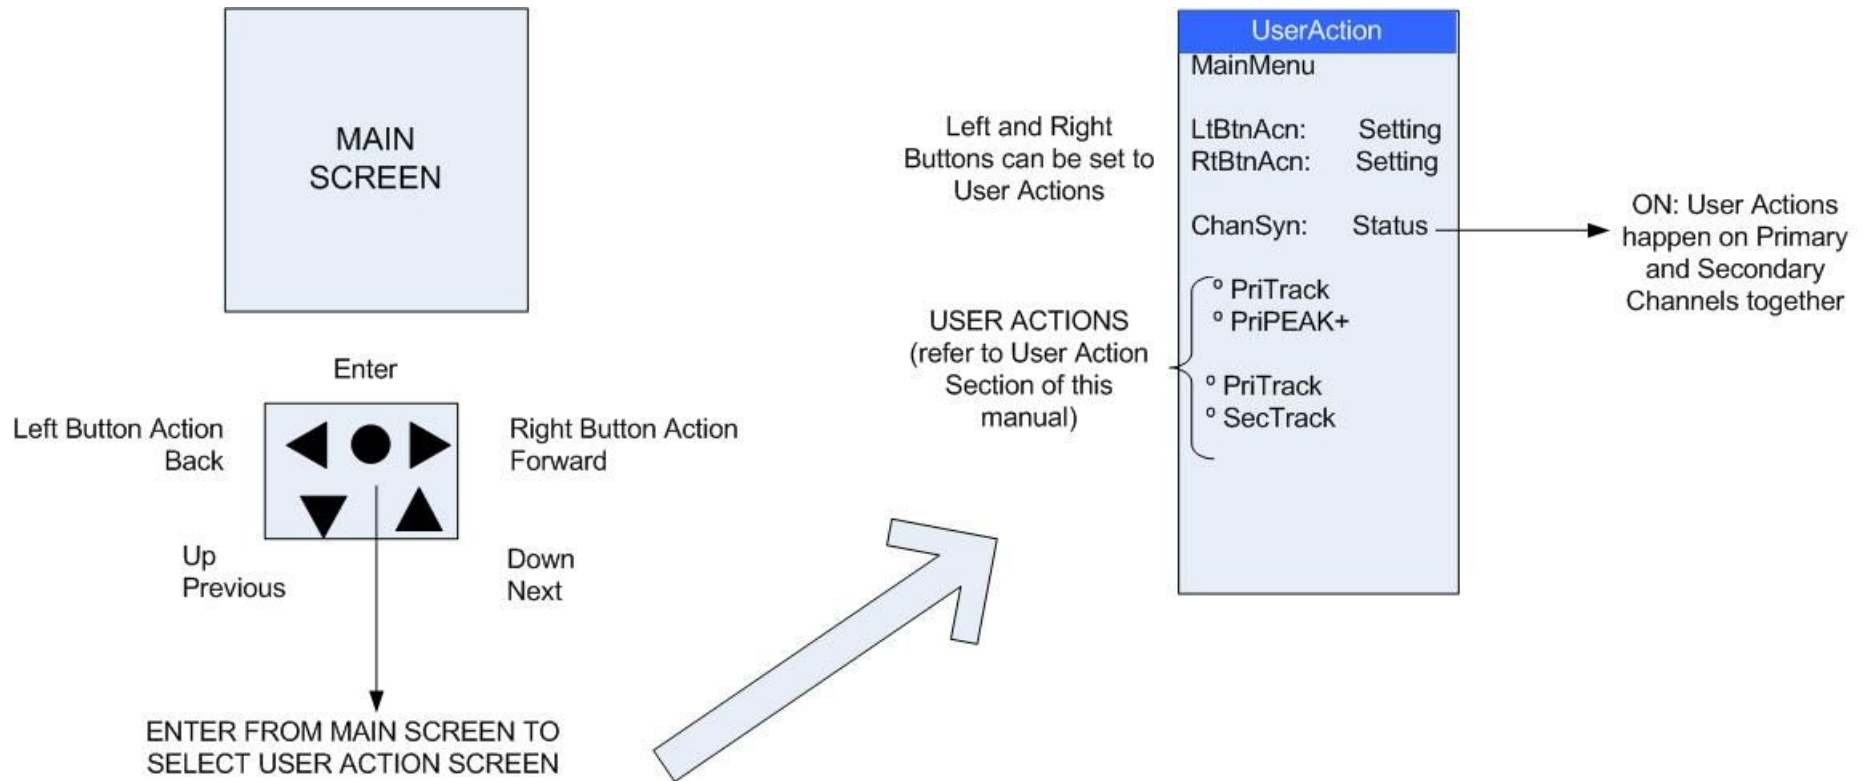 MAIN
SCREEN
Enter
Left Button Action
Back
Right Button Action
Forward
Up
Previous
Down
Next
ENTER FROM MAIN SCREEN TO
SELECT USER ACTION SCREEN
Left and Right
Buttons can be set to
User Actions
USER ACTIONS
(refer to User Action
Section of this
manual)
UserAction
MainMenu
LtBtnAcn: Setting
RtBtnAcn: Setting
ChanSyn: Status
º PriTrack
º PriPEAK+
º PriTrack
º SecTrack
ON: User Actions
happen on Primary
and Secondary
Channels together